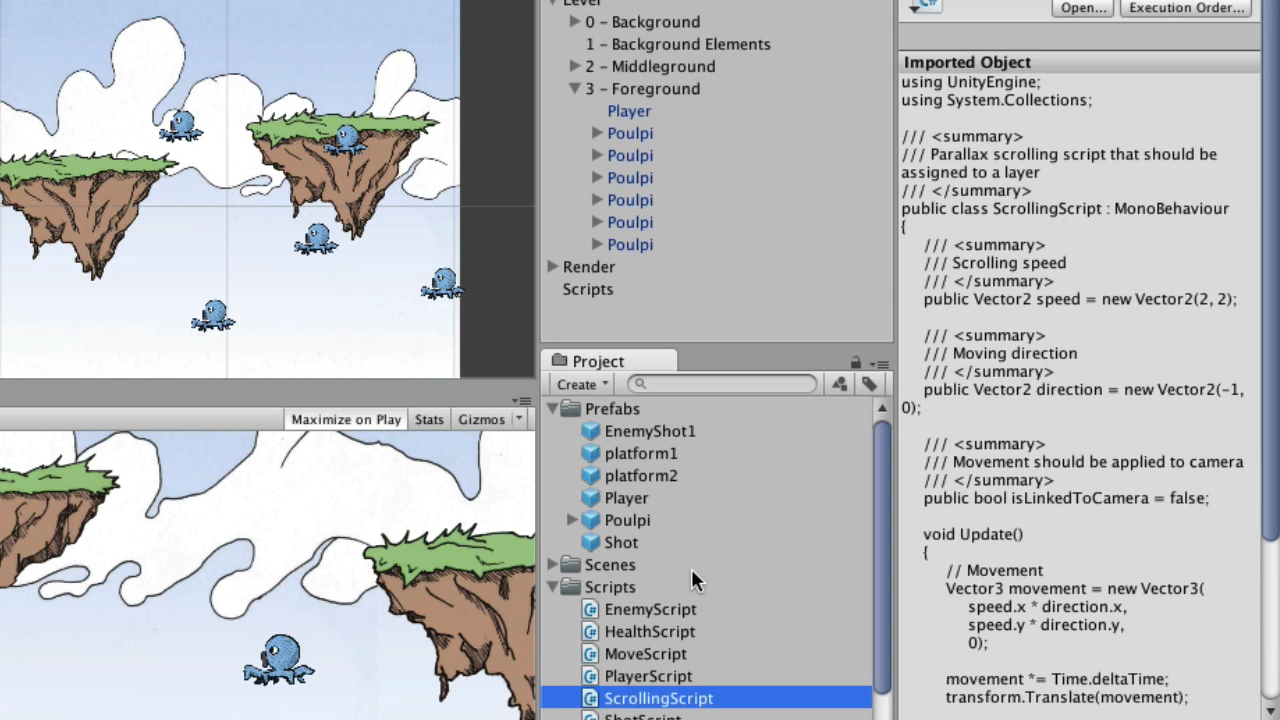 Level
0 – Background
1 – Background Elements
2 – Middleground
3 – Foreground
Player
Poulpi
Poulpi
Poulpi
Poulpi
Poulpi
Poulpi
Render
Scripts
Maximize on Play
Stats
Gizmos
Project
Create
Prefabs
EnemyShot1
platform1
platform2
Player
Poulpi
Shot
Scenes
Scripts
EnemyScript
HealthScript
MoveScript
PlayerScript
ScrollingScript
ShotScript
Open...
Execution Order...
Imported Object
using UnityEngine;
using System.Collections;
/// <summary>
/// Parallax scrolling script that should be
assigned to a layer
/// </summary>
public class ScrollingScript : MonoBehaviour
{
/// <summary>
/// Scrolling speed
/// </summary>
public Vector2 speed = new Vector2(2, 2);
/// <summary>
/// Moving direction
/// </summary>
public Vector2 direction = new Vector2(-1,
0);
/// <summary>
/// Movement should be applied to camera
/// </summary>
public bool isLinkedToCamera = false;
void Update()
{
// Movement
Vector3 movement = new Vector3(
speed.x * direction.x,
speed.y * direction.y,
0);
movement *= Time.deltaTime;
transform.Translate(movement);